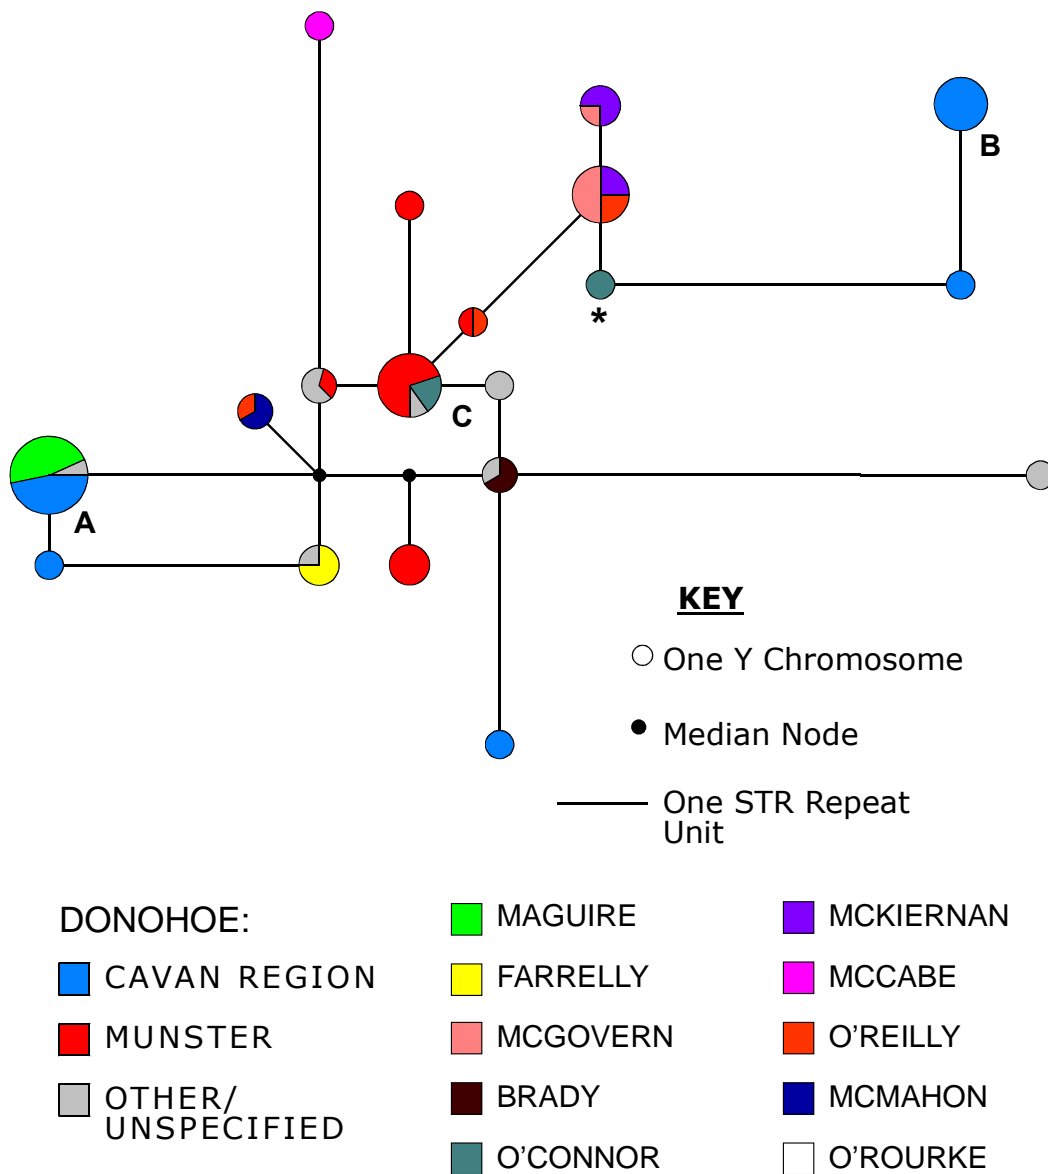 B
*
C
A
KEY
One Y Chromosome
Median Node
One STR Repeat
Unit
DONOHOE:
CAVAN REGION
MUNSTER
OTHER/
UNSPECIFIED
MAGUIRE
FARRELLY
MCGOVERN
BRADY
O'CONNOR
MCKIERNAN
MCCABE
O'REILLY
MCMAHON
O'ROURKE